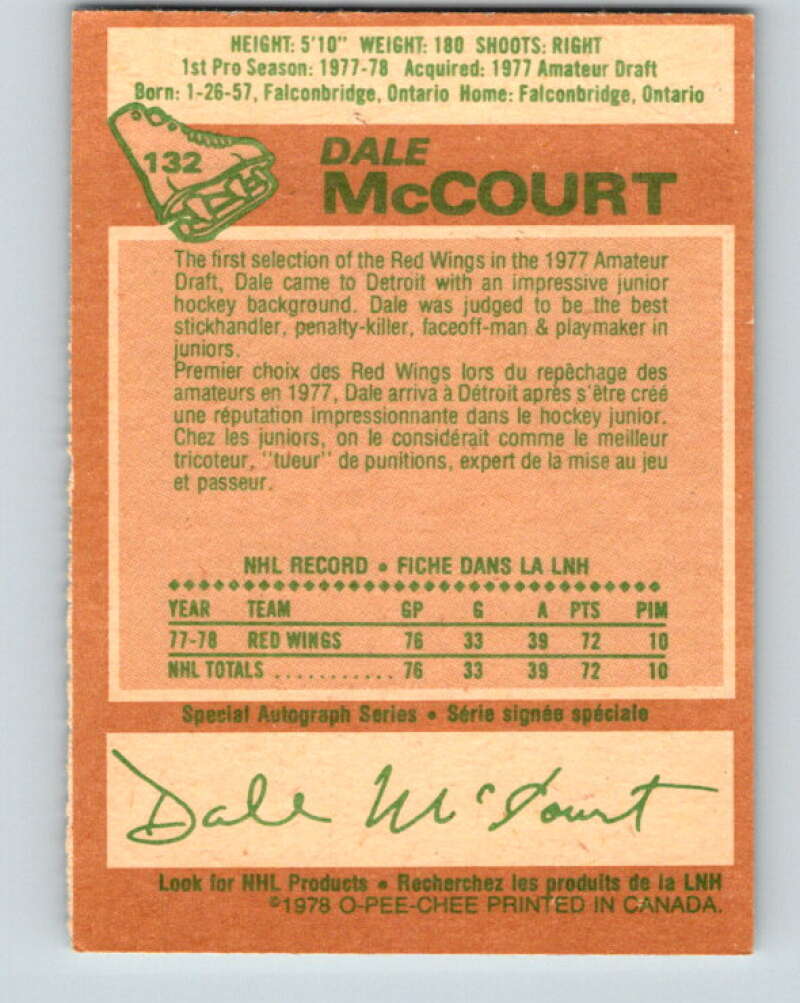 HEIGHT: 5'10" WEIGHT: 180 SHOOTS: RIGHT
1st Pro Season: 1977-78 Acquired: 1977 Amateur Draft
Born: 1-26-57, Falconbridge, Ontario Home: Falconbridge, Ontario
132
DALE
McCOURT
The first selection of the Red Wings in the 1977 Amateur
Draft, Dale came to Detroit with an impressive junior
hockey background. Dale was judged to be the best
stickhandler, penalty-killer, faceoff-man & playmaker in
juniors.
Premier choix des Red Wings lors du repêchage des
amateurs en 1977, Dale arriva à Détroit après s'être créé
une réputation impressionnante dans le hockey junior.
Chez les juniors, on le considérait comme le meilleur
tricoteur, "tueur" de punitions, expert de la mise au jeu
et passeur.
NHL RECORD • FICHE DANS LA LNH
YEAR TEAM GP G A PTS PIM
77-78 RED WINGS 76 33 39 72 10
NHL TOTALS ........... 76 33 39 72 10
Special Autograph Series • Série signée spéciale
Dale McCourt
Look for NHL Products • Recherchez les produits de la LNH
©1978 O-PEE-CHEE PRINTED IN CANADA.